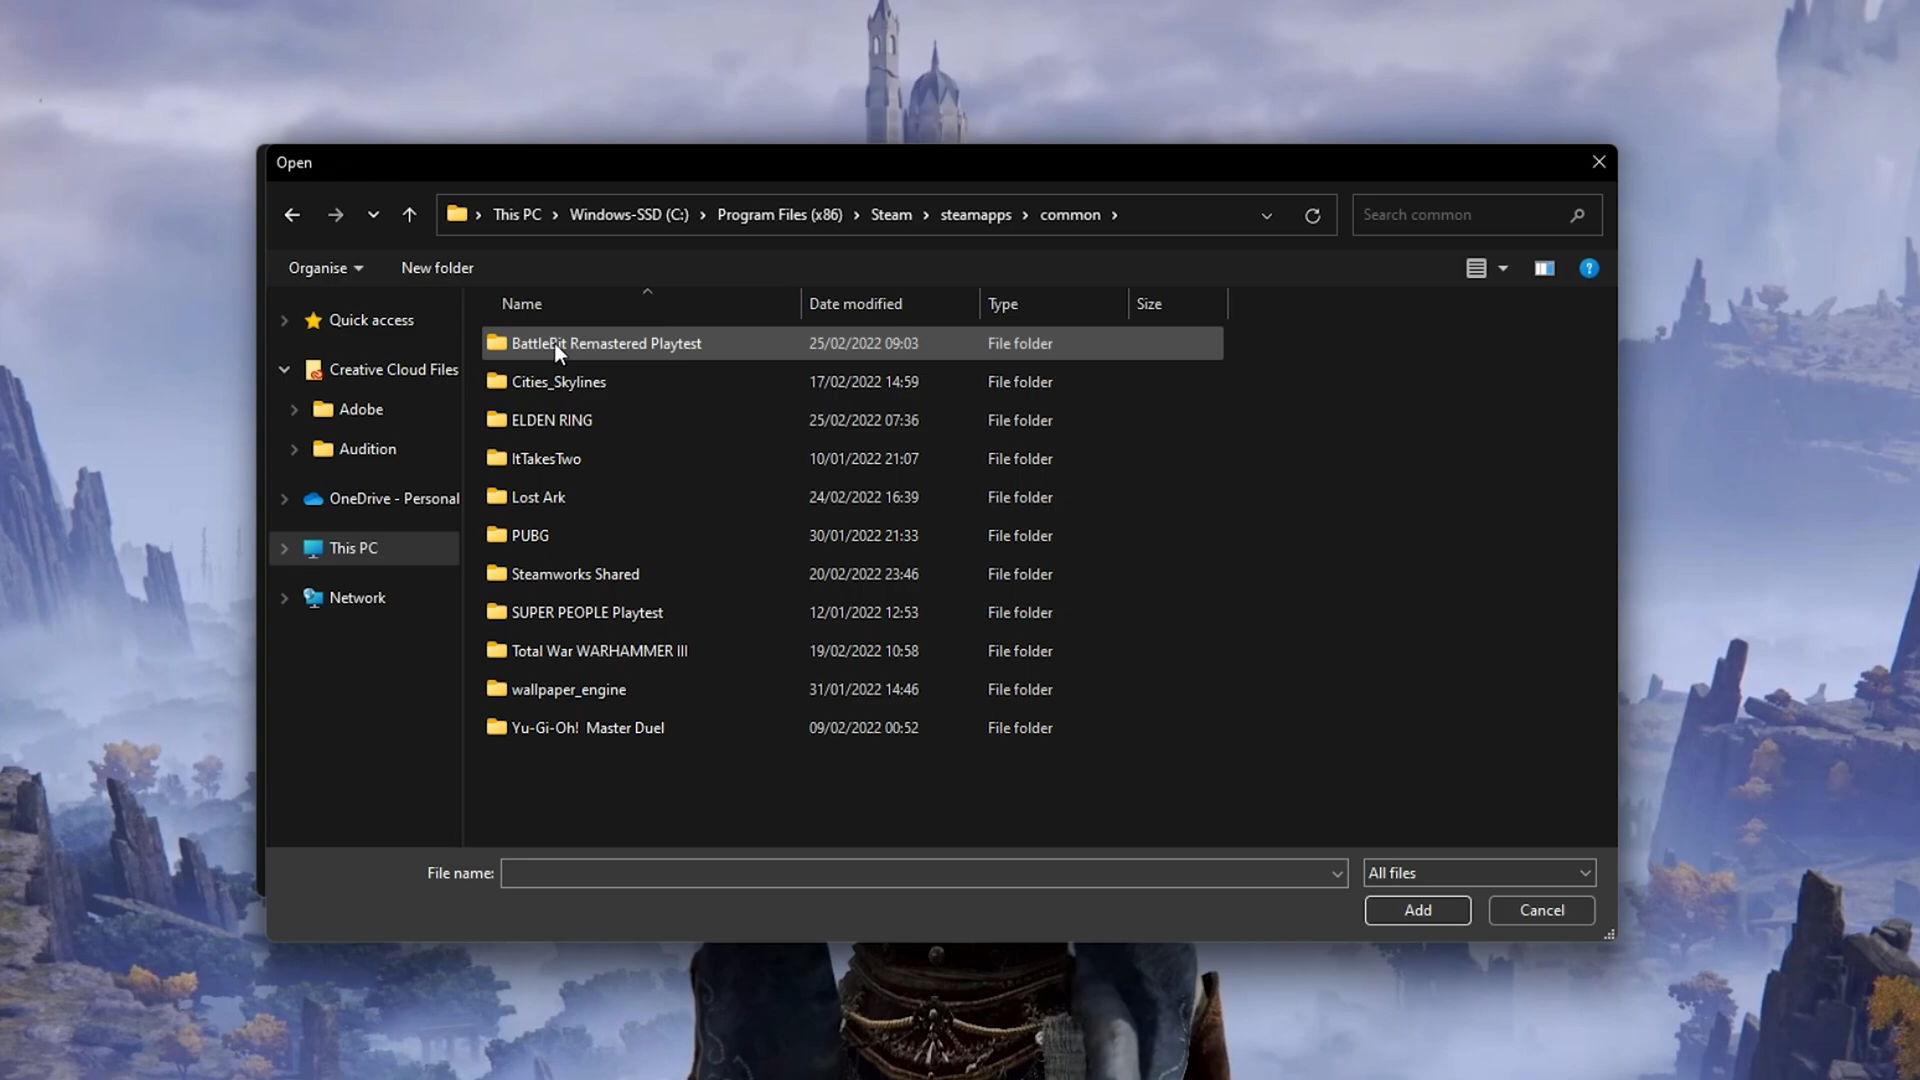 Open
This PC > Windows-SSD (C:) > Program Files (x86) > Steam > steamapps > common >
Search common
Organise
New folder
?
Name
Date modified
Type
Size
Quick access
Creative Cloud Files
Adobe
Audition
OneDrive - Personal
This PC
Network
BattleBit Remastered Playtest 25/02/2022 09:03 File folder
Cities_Skylines 17/02/2022 14:59 File folder
ELDEN RING 25/02/2022 07:36 File folder
ItTakesTwo 10/01/2022 21:07 File folder
Lost Ark 24/02/2022 16:39 File folder
PUBG 30/01/2022 21:33 File folder
Steamworks Shared 20/02/2022 23:46 File folder
SUPER PEOPLE Playtest 12/01/2022 12:53 File folder
Total War WARHAMMER III 19/02/2022 10:58 File folder
wallpaper_engine 31/01/2022 14:46 File folder
Yu-Gi-Oh!  Master Duel 09/02/2022 00:52 File folder
File name:
All files
Add
Cancel